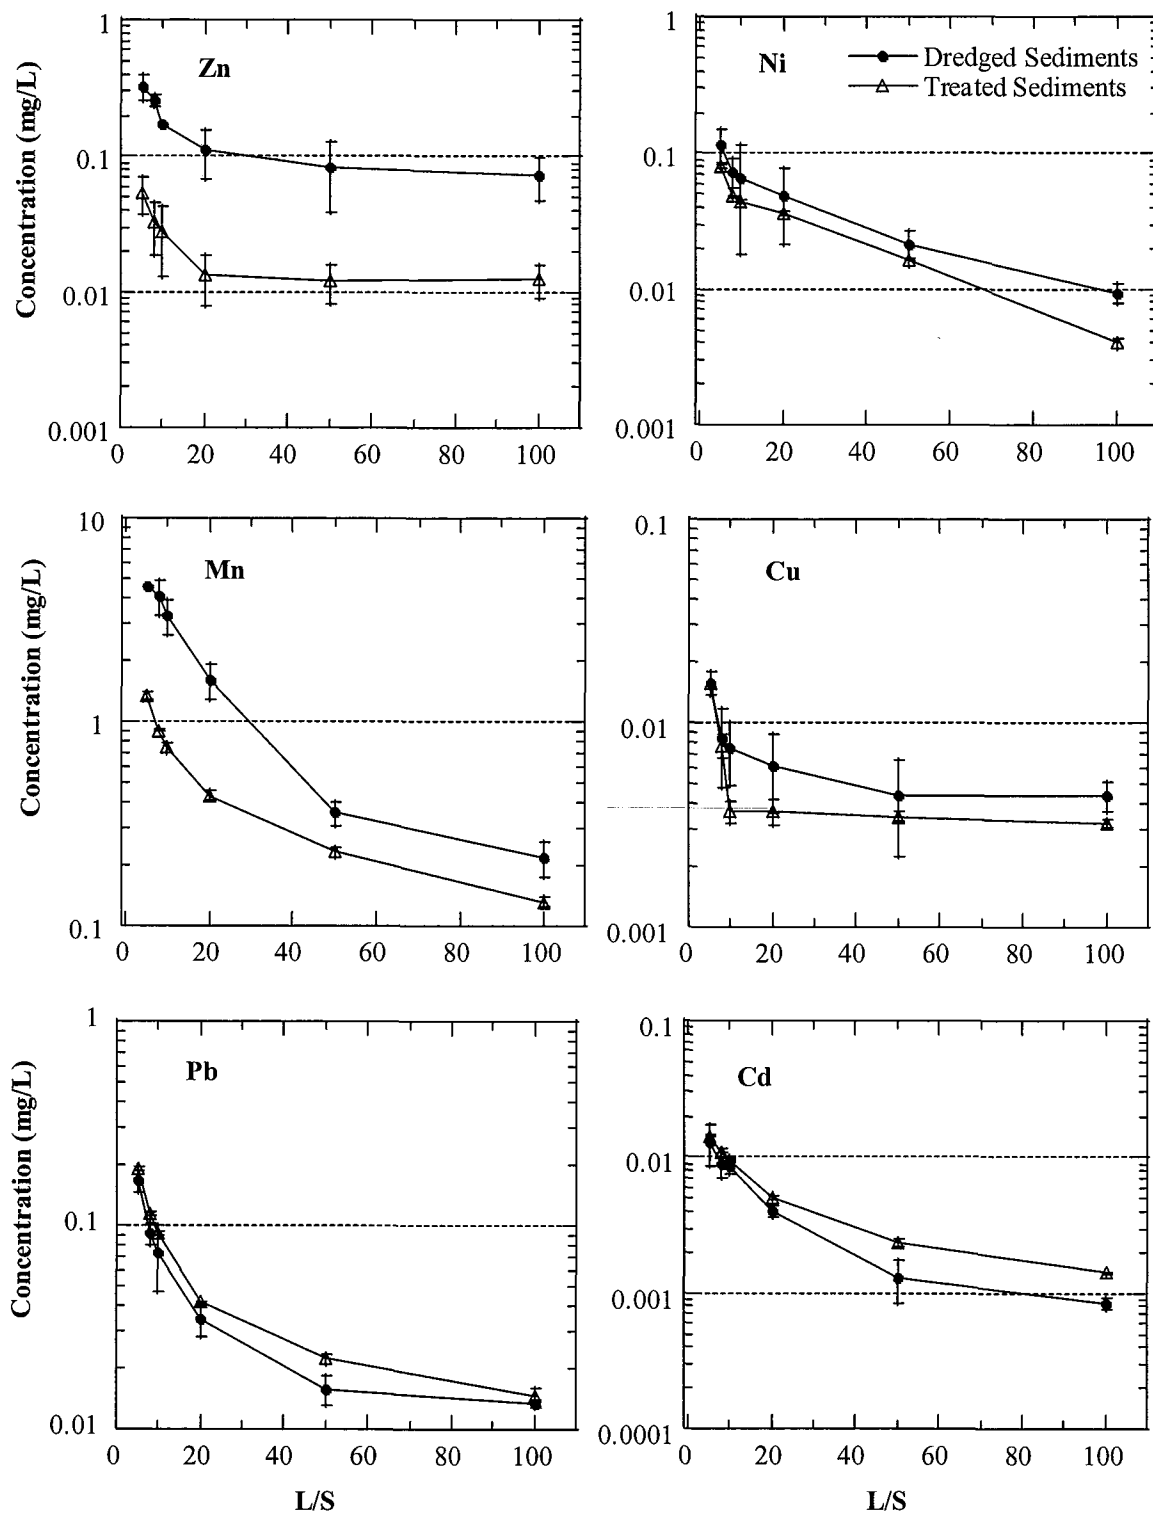 1
Zn
0.1
0.01
0.001
0 20 40 60 80 100
Concentration (mg/L)
1
Ni
Dredged Sediments
Treated Sediments
0.1
0.01
0.001
0 20 40 60 80 100
10
Mn
1
0.1
0 20 40 60 80 100
Concentration (mg/L)
0.1
Cu
0.01
0.001
0 20 40 60 80 100
1
Pb
0.1
0.01
0 20 40 60 80 100
Concentration (mg/L)
L/S
0.1
Cd
0.01
0.001
0.0001
0 20 40 60 80 100
L/S